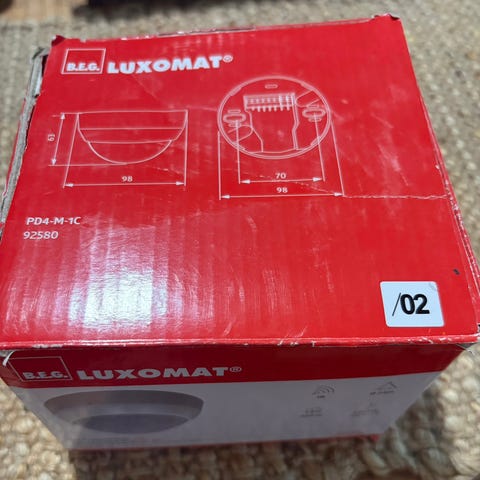 B.E.G. LUXOMAT®
63
98
70
98
PD4-M-1C
92580
/02
B.E.G. LUXOMAT®